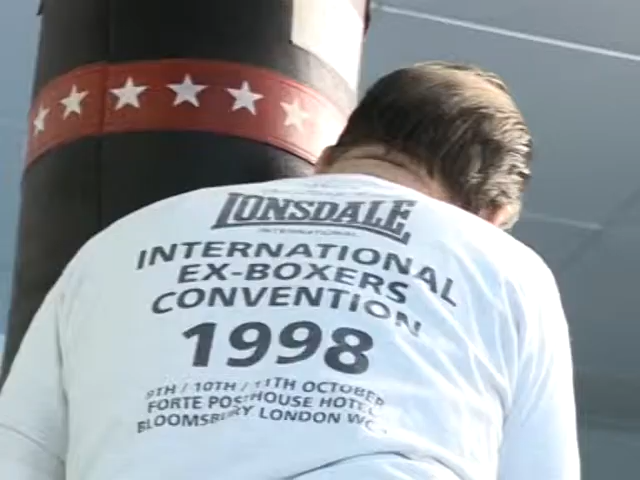 LONSDALE
INTERNATIONAL
INTERNATIONAL
EX-BOXERS
CONVENTION
1998
9TH / 10TH / 11TH OCTOBER
FORTE POSTHOUSE HOTEL
BLOOMSBURY LONDON